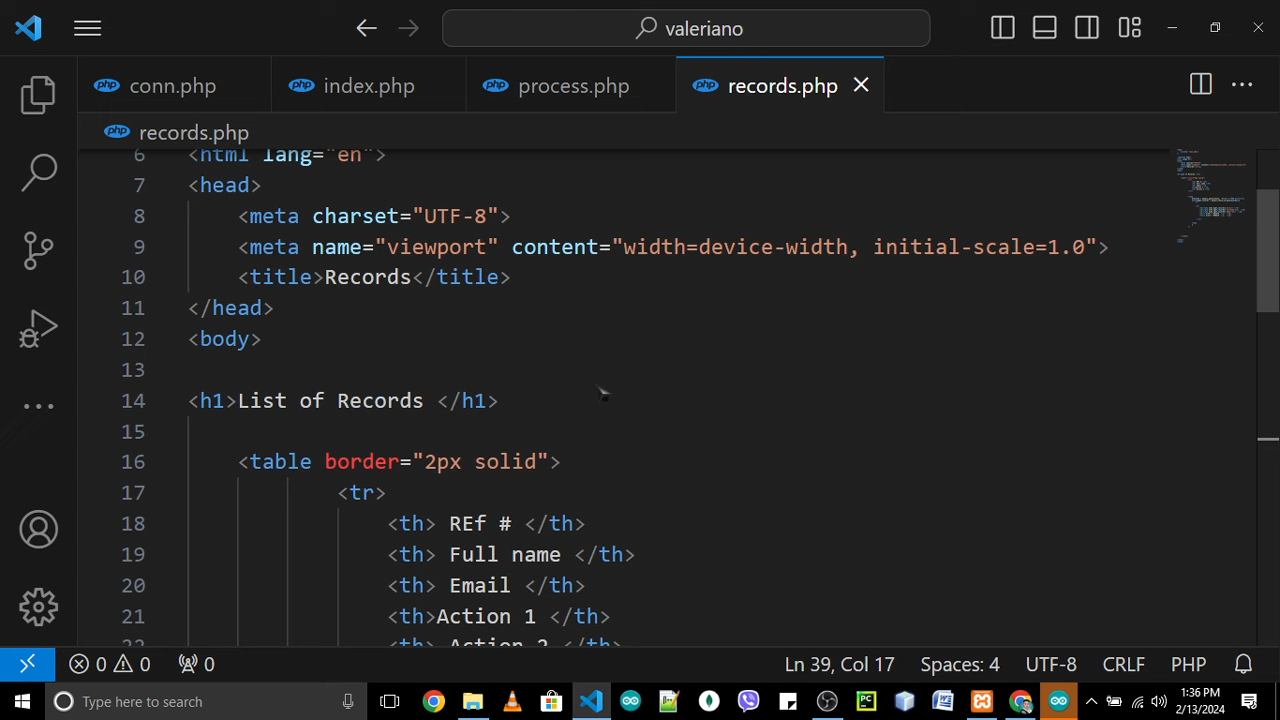 valeriano
conn.php
index.php
process.php
records.php
records.php
6 <html lang="en">
7 <head>
8 <meta charset="UTF-8">
9 <meta name="viewport" content="width=device-width, initial-scale=1.0">
10 <title>Records</title>
11 </head>
12 <body>
13
14 <h1>List of Records </h1>
15
16 <table border="2px solid">
17 <tr>
18 <th> REf # </th>
19 <th> Full name </th>
20 <th> Email </th>
21 <th>Action 1 </th>
22 <th> Action 2 </th>
0 0 0
Ln 39, Col 17
Spaces: 4
UTF-8
CRLF
PHP
Type here to search
1:36 PM
2/13/2024